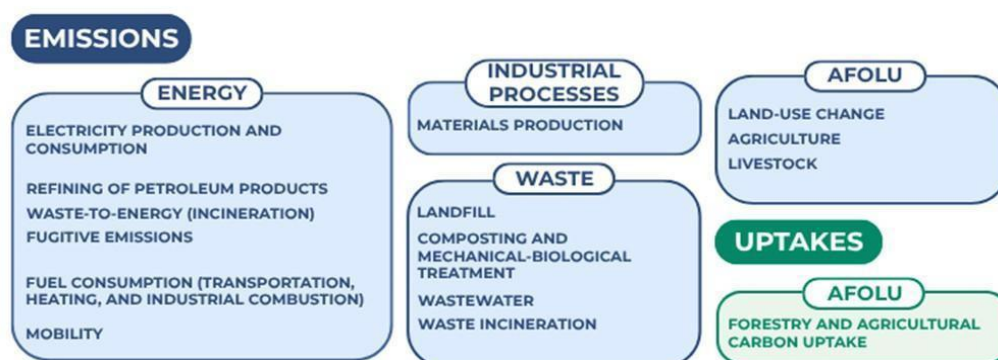 EMISSIONS
ENERGY
ELECTRICITY PRODUCTION AND
CONSUMPTION
REFINING OF PETROLEUM PRODUCTS
WASTE-TO-ENERGY (INCINERATION)
FUGITIVE EMISSIONS
FUEL CONSUMPTION (TRANSPORTATION,
HEATING, AND INDUSTRIAL COMBUSTION)
MOBILITY
INDUSTRIAL
PROCESSES
MATERIALS PRODUCTION
WASTE
LANDFILL
COMPOSTING AND
MECHANICAL-BIOLOGICAL
TREATMENT
WASTEWATER
WASTE INCINERATION
AFOLU
LAND-USE CHANGE
AGRICULTURE
LIVESTOCK
UPTAKES
AFOLU
FORESTRY AND AGRICULTURAL
CARBON UPTAKE